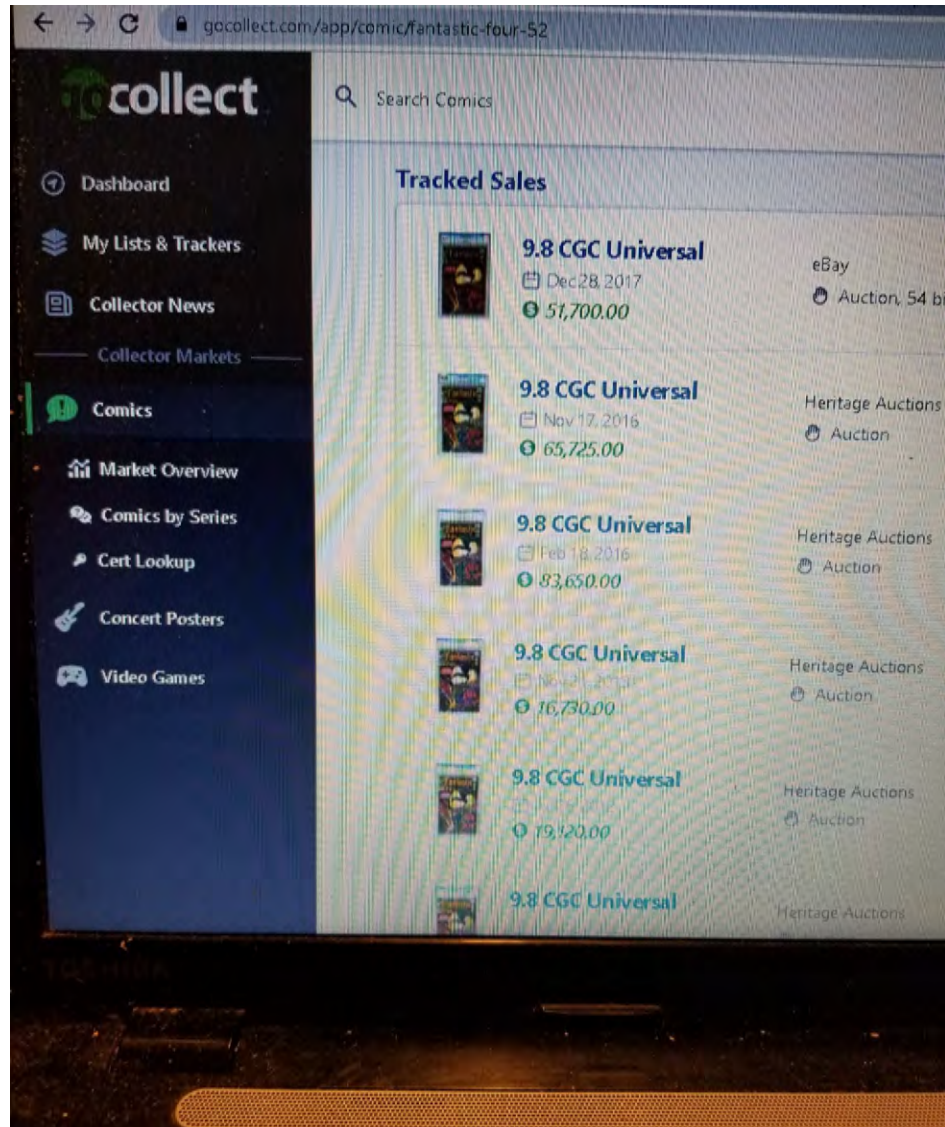 gocollect.com/app/comic/fantastic-four-52
gocollect
Search Comics
Dashboard
My Lists & Trackers
Collector News
Collector Markets
Comics
Market Overview
Comics by Series
Cert Lookup
Concert Posters
Video Games
Tracked Sales
9.8 CGC Universal
Dec 28, 2017
51,700.00
eBay
Auction, 54 bi
9.8 CGC Universal
Nov 17, 2016
65,725.00
Heritage Auctions
Auction
9.8 CGC Universal
Feb 18, 2016
83,650.00
Heritage Auctions
Auction
9.8 CGC Universal
16,730.00
Heritage Auctions
Auction
9.8 CGC Universal
Heritage Auctions
Auction
9.8 CGC Universal
Heritage Auctions
TOSHIBA